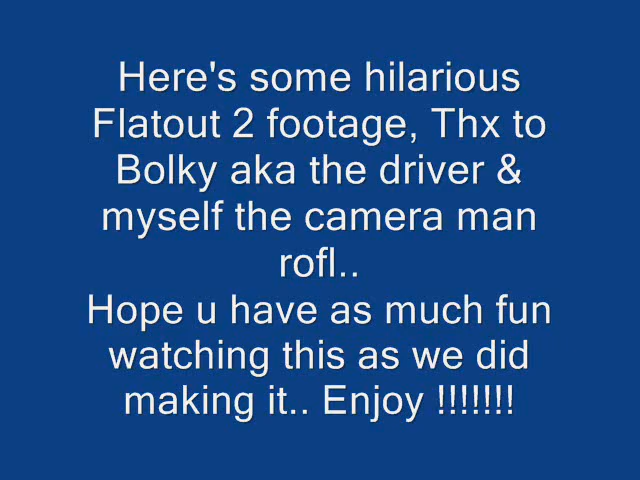 Here's some hilarious
Flatout 2 footage, Thx to
Bolky aka the driver &
myself the camera man
rofl..
Hope u have as much fun
watching this as we did
making it.. Enjoy !!!!!!!